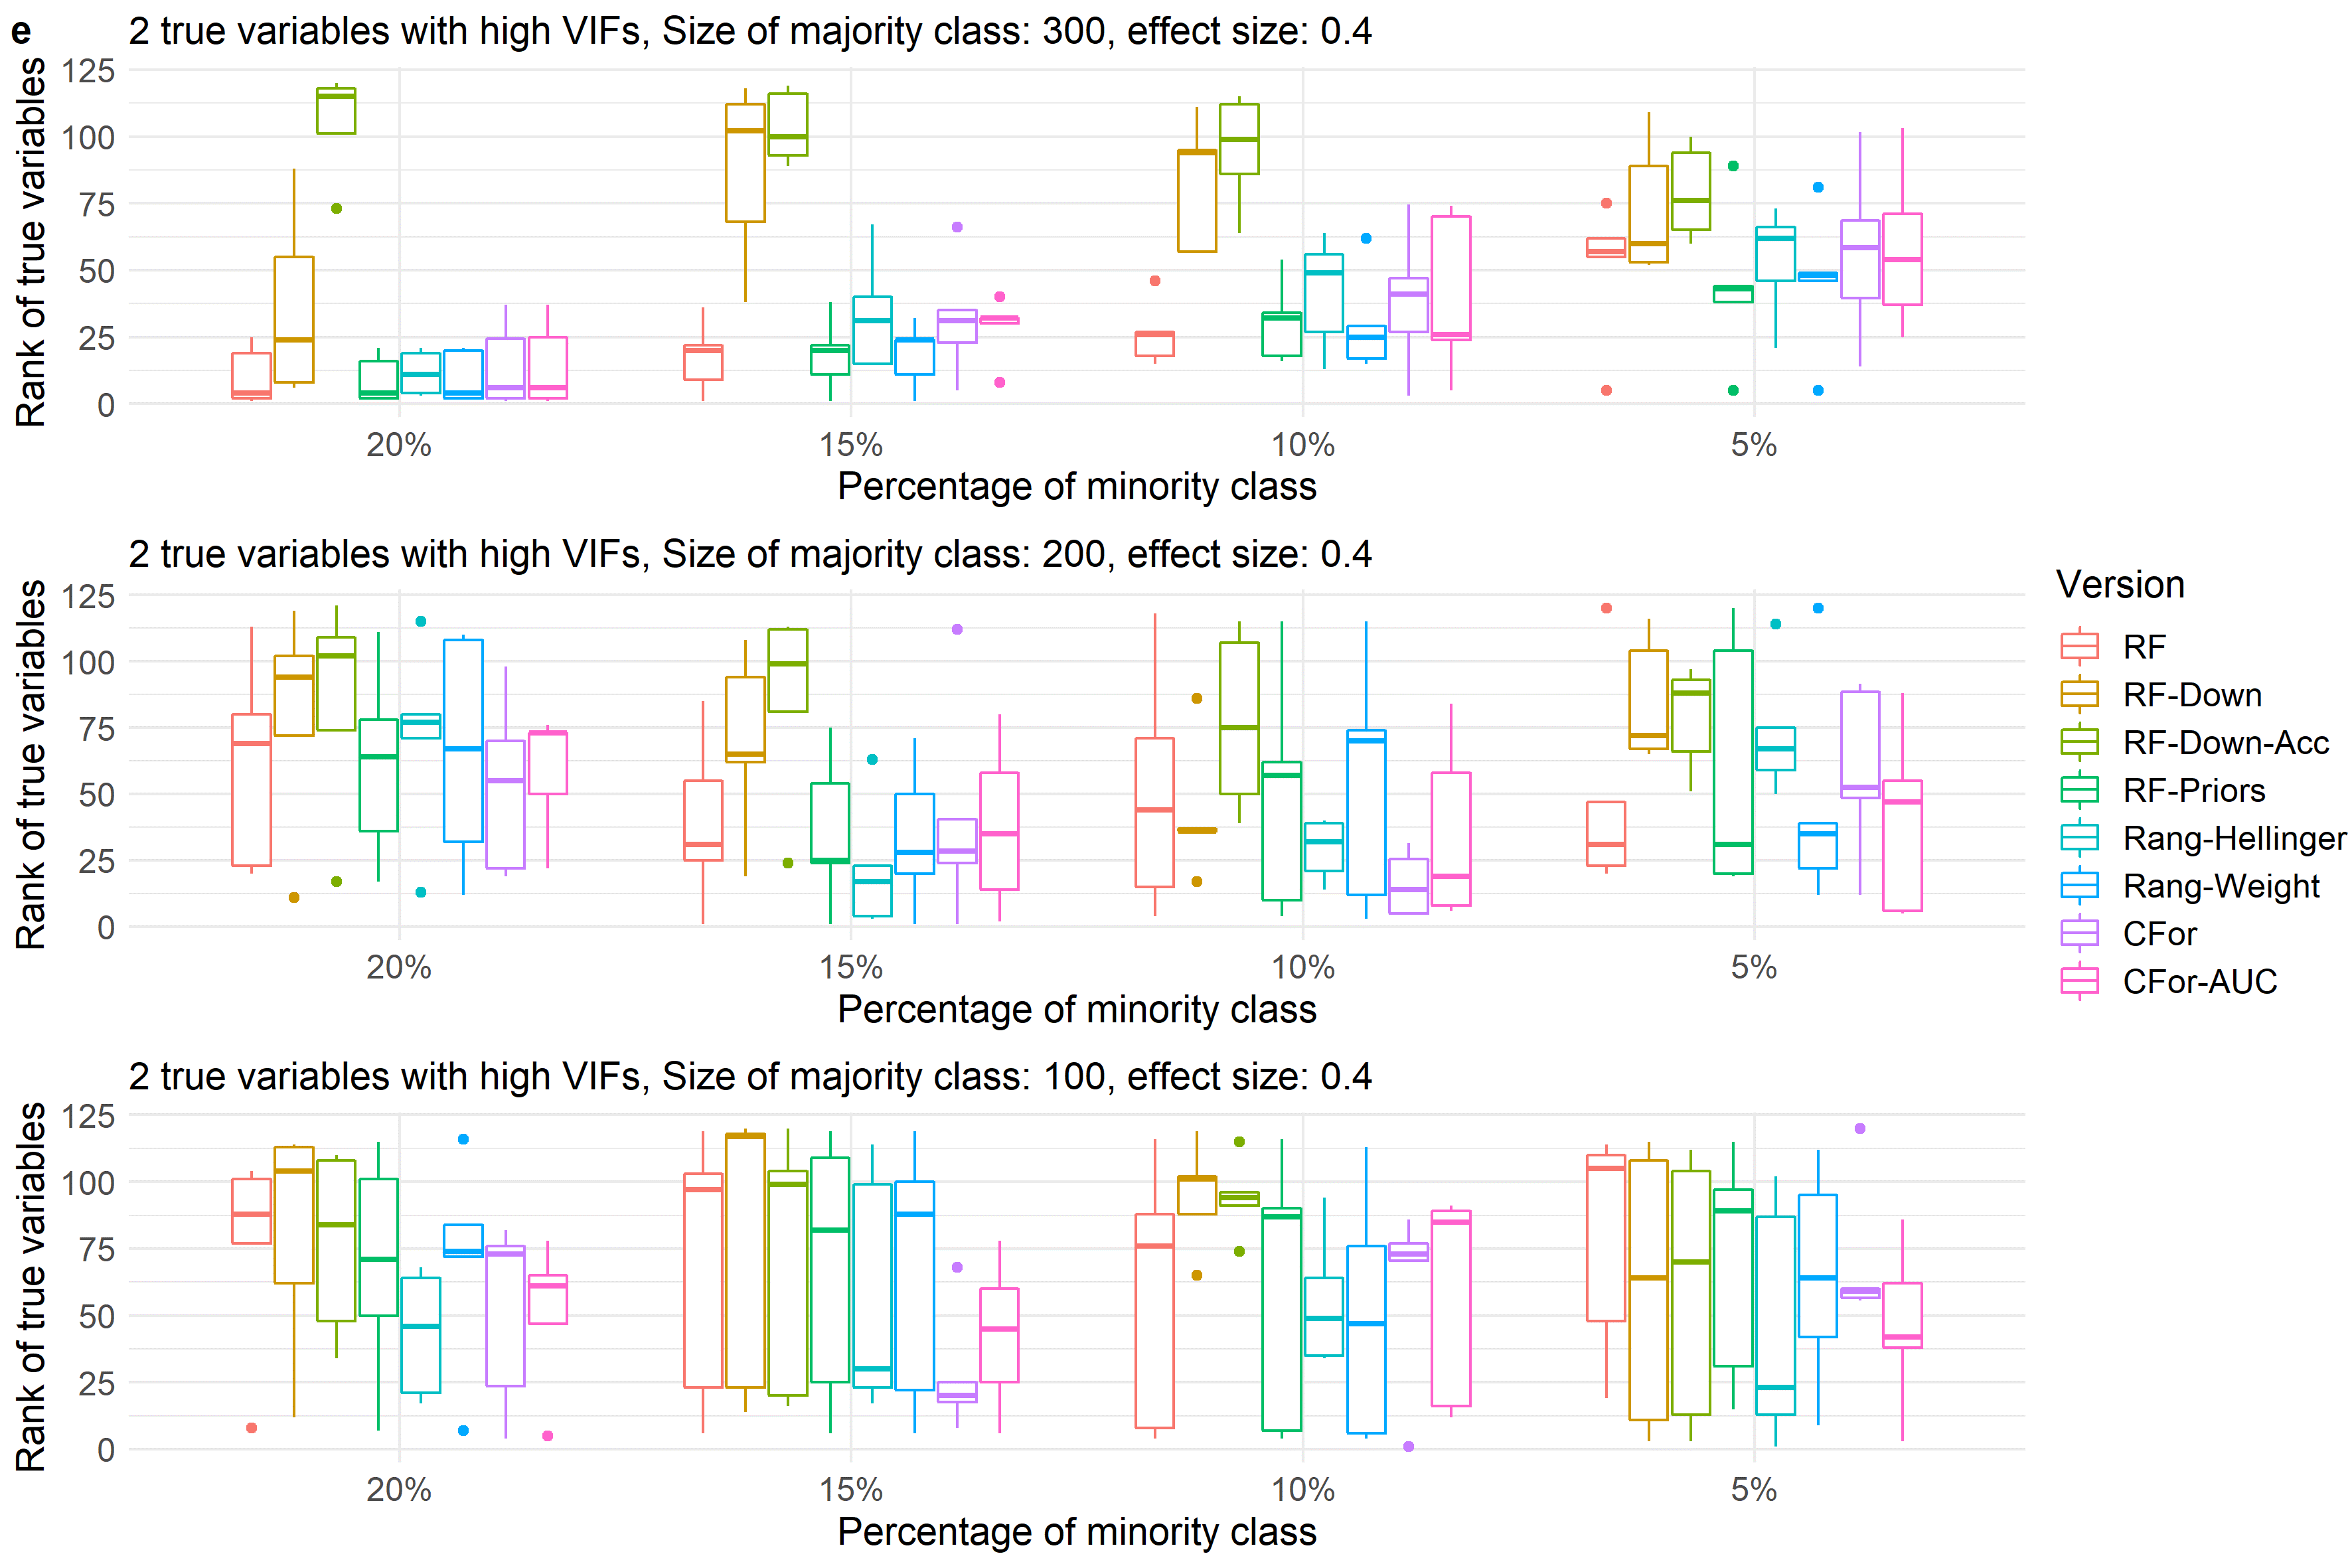 e
2 true variables with high VIFs, Size of majority class: 300, effect size: 0.4
Rank of true variables
125
100
75
50
25
0
20%
15%
10%
5%
Percentage of minority class
2 true variables with high VIFs, Size of majority class: 200, effect size: 0.4
Rank of true variables
125
100
75
50
25
0
20%
15%
10%
5%
Percentage of minority class
Version
RF
RF-Down
RF-Down-Acc
RF-Priors
Rang-Hellinger
Rang-Weight
CFor
CFor-AUC
2 true variables with high VIFs, Size of majority class: 100, effect size: 0.4
Rank of true variables
125
100
75
50
25
0
20%
15%
10%
5%
Percentage of minority class